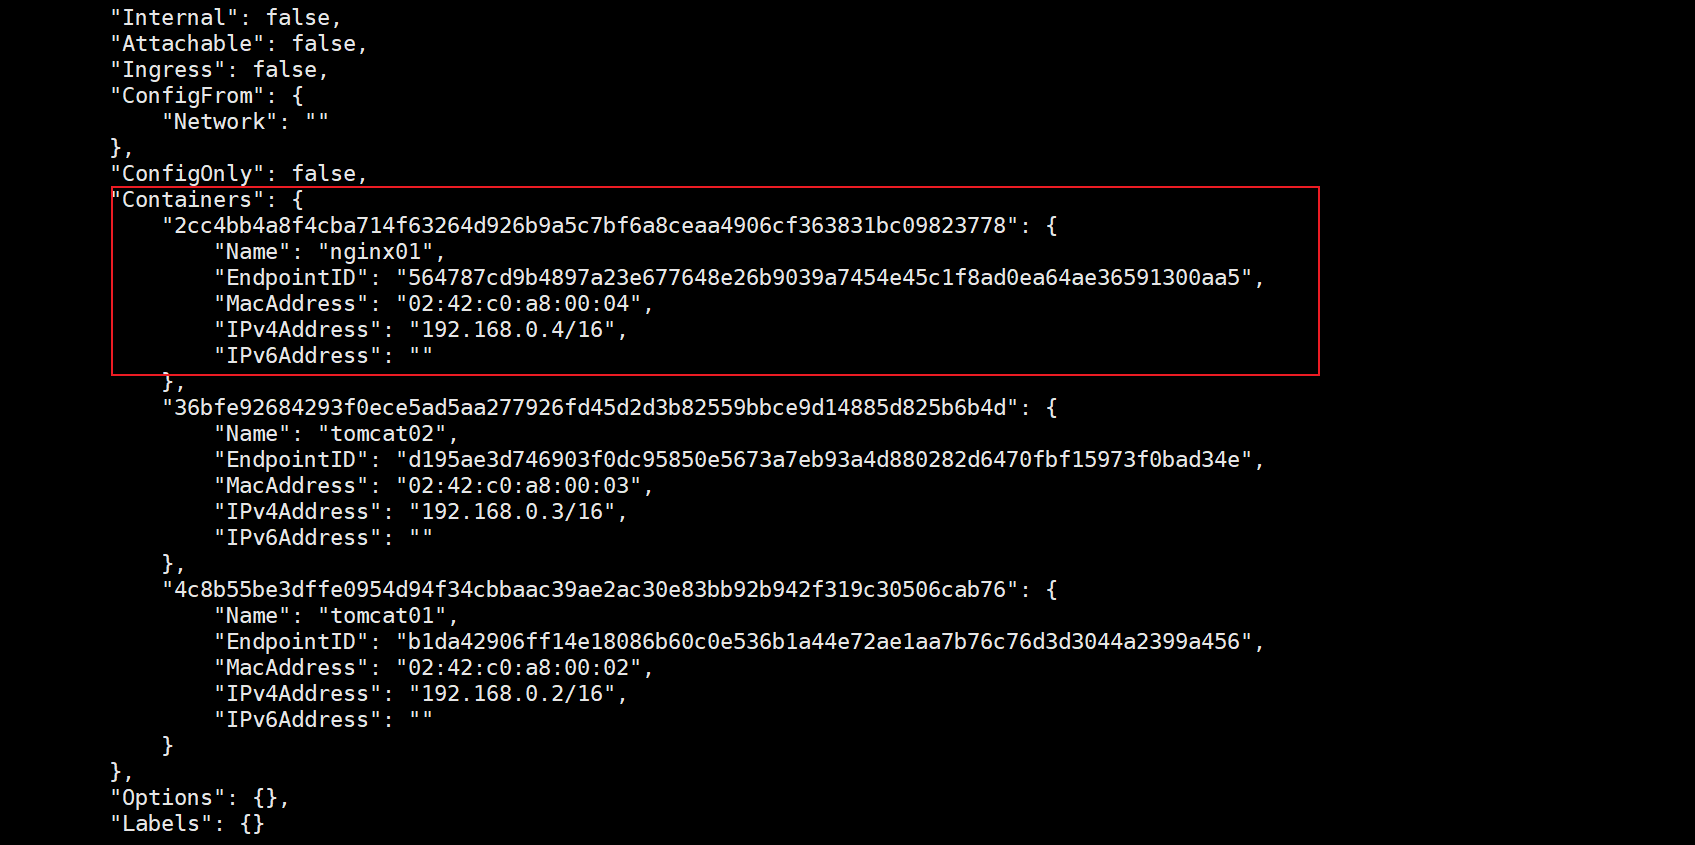 "Internal": false,
"Attachable": false,
"Ingress": false,
"ConfigFrom": {
"Network": ""
},
"ConfigOnly": false,
"Containers": {
"2cc4bb4a8f4cba714f63264d926b9a5c7bf6a8ceaa4906cf363831bc09823778": {
"Name": "nginx01",
"EndpointID": "564787cd9b4897a23e677648e26b9039a7454e45c1f8ad0ea64ae36591300aa5",
"MacAddress": "02:42:c0:a8:00:04",
"IPv4Address": "192.168.0.4/16",
"IPv6Address": ""
},
"36bfe92684293f0ece5ad5aa277926fd45d2d3b82559bbce9d14885d825b6b4d": {
"Name": "tomcat02",
"EndpointID": "d195ae3d746903f0dc95850e5673a7eb93a4d880282d6470fbf15973f0bad34e",
"MacAddress": "02:42:c0:a8:00:03",
"IPv4Address": "192.168.0.3/16",
"IPv6Address": ""
},
"4c8b55be3dffe0954d94f34cbbaac39ae2ac30e83bb92b942f319c30506cab76": {
"Name": "tomcat01",
"EndpointID": "b1da42906ff14e18086b60c0e536b1a44e72ae1aa7b76c76d3d3044a2399a456",
"MacAddress": "02:42:c0:a8:00:02",
"IPv4Address": "192.168.0.2/16",
"IPv6Address": ""
}
},
"Options": {},
"Labels": {}